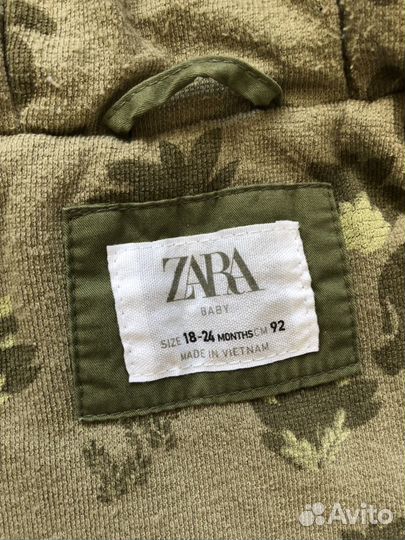 ZARA
BABY
SIZE 18-24 MONTHS CM 92
MADE IN VIETNAM
Avito